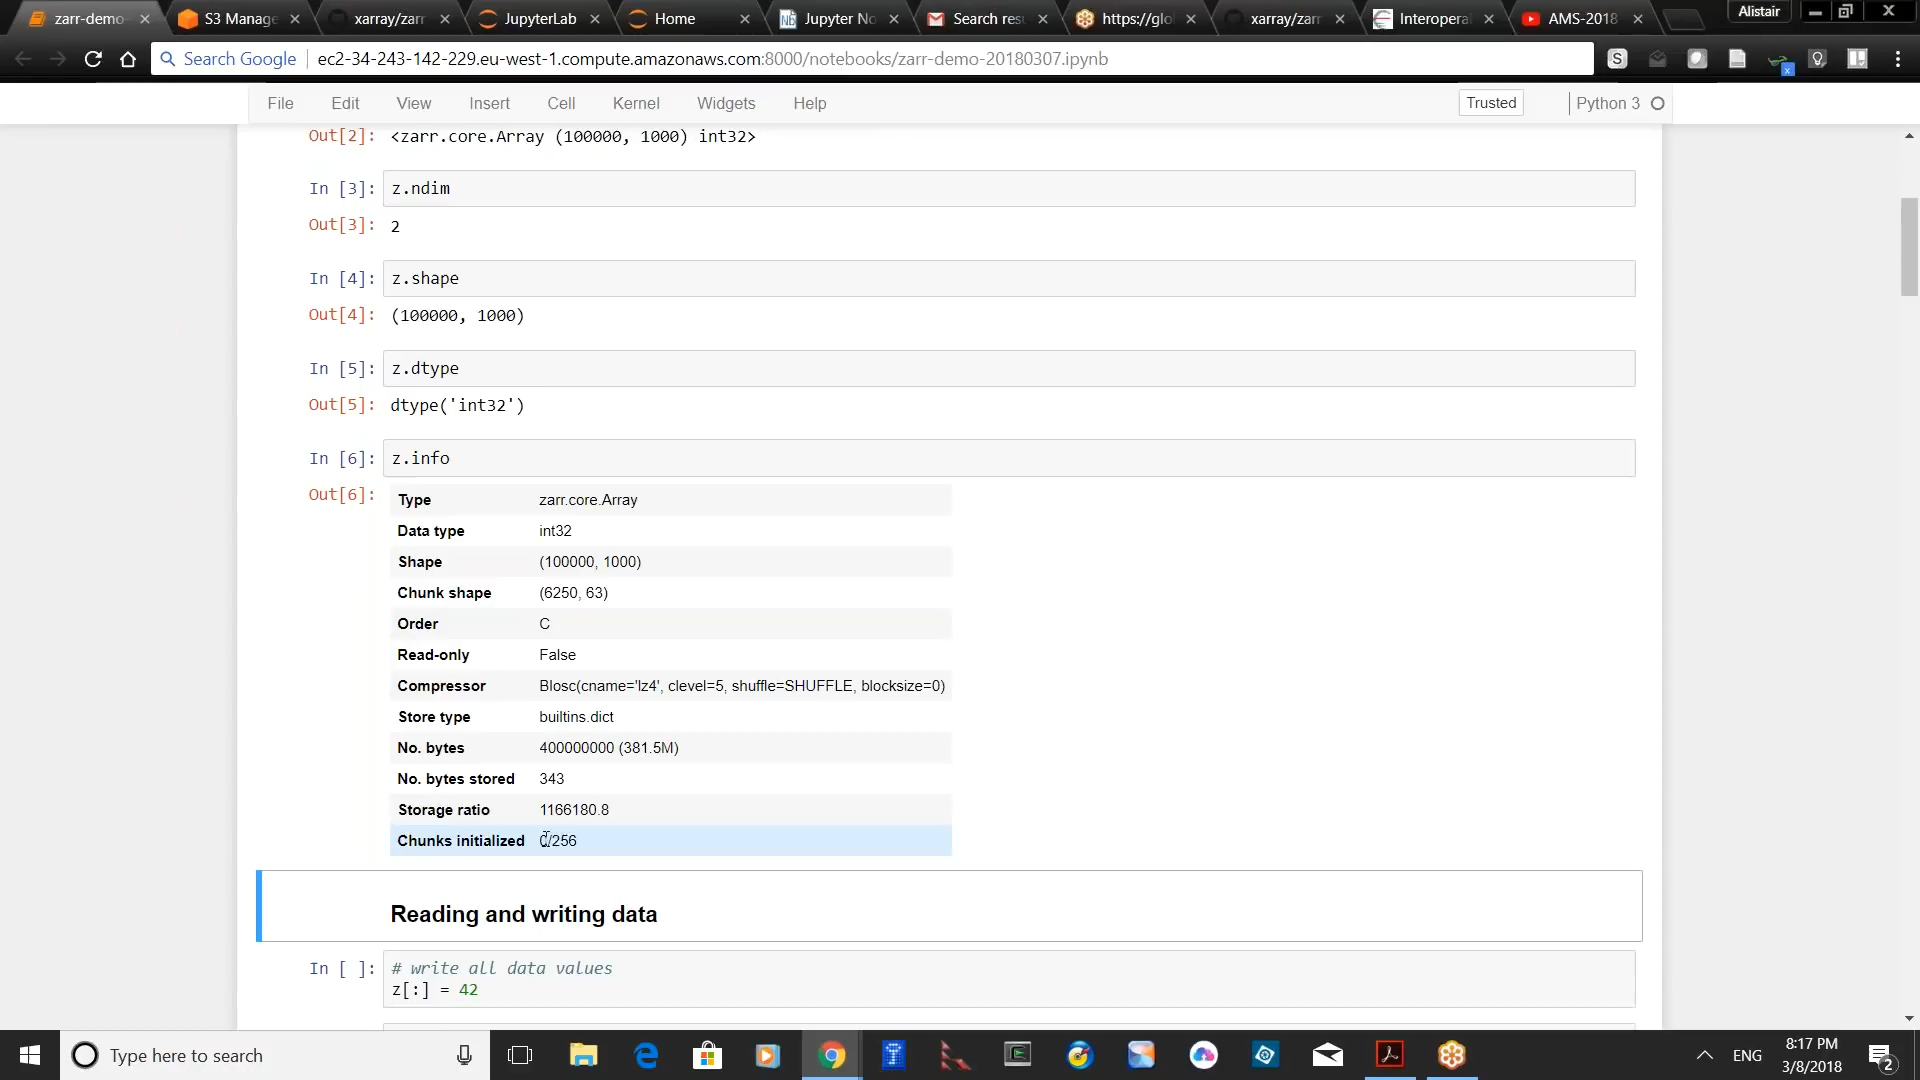 zarr-demo
S3 Manage
xarray/zarr
JupyterLab
Home
Jupyter No
Search resu
https://glo
xarray/zarr
Interopera
AMS-2018
Alistair
Search Google
ec2-34-243-142-229.eu-west-1.compute.amazonaws.com:8000/notebooks/zarr-demo-20180307.ipynb
File Edit View Insert Cell Kernel Widgets Help
Trusted
Python 3
Out[2]: <zarr.core.Array (100000, 1000) int32>
In [3]: z.ndim
Out[3]: 2
In [4]: z.shape
Out[4]: (100000, 1000)
In [5]: z.dtype
Out[5]: dtype('int32')
In [6]: z.info
Out[6]:
Type zarr.core.Array
Data type int32
Shape (100000, 1000)
Chunk shape (6250, 63)
Order C
Read-only False
Compressor Blosc(cname='lz4', clevel=5, shuffle=SHUFFLE, blocksize=0)
Store type builtins.dict
No. bytes 400000000 (381.5M)
No. bytes stored 343
Storage ratio 1166180.8
Chunks initialized 0/256
Reading and writing data
In [ ]: # write all data values
z[:] = 42
Type here to search
ENG
8:17 PM
3/8/2018
2